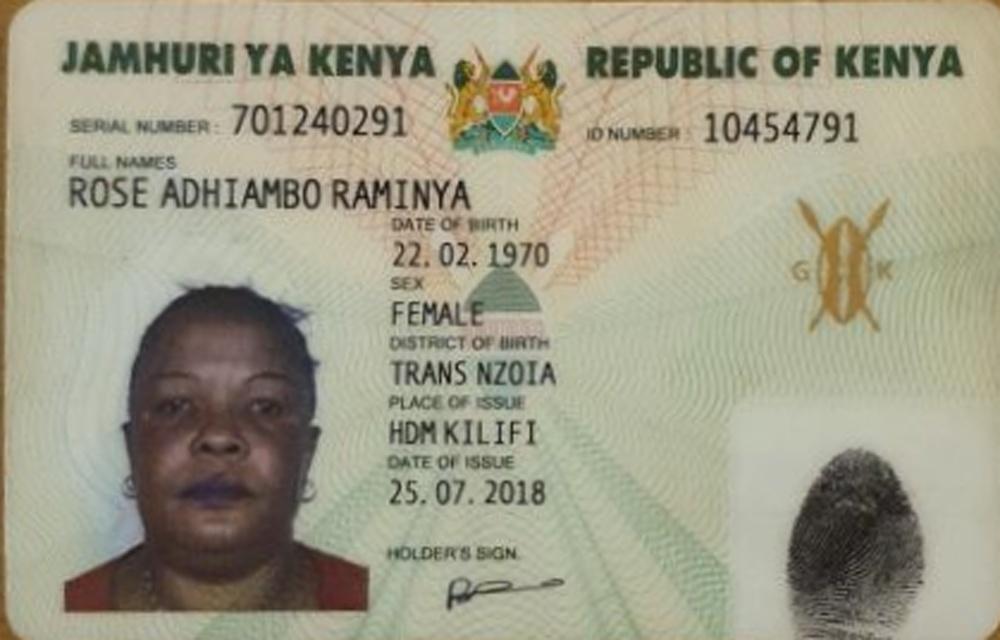 JAMHURI YA KENYA REPUBLIC OF KENYA
SERIAL NUMBER : 701240291 ID NUMBER : 10454791
FULL NAMES
ROSE ADHIAMBO RAMINYA
DATE OF BIRTH
22. 02. 1970
SEX
FEMALE
DISTRICT OF BIRTH
TRANS NZOIA
PLACE OF ISSUE
HDM KILIFI
DATE OF ISSUE
25. 07. 2018
HOLDER'S SIGN.
G K